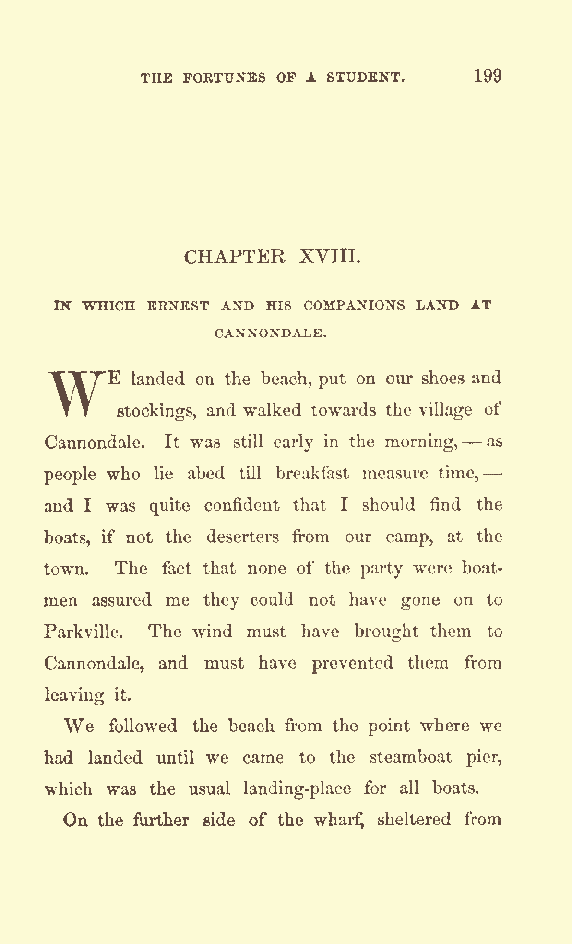 THE FORTUNES OF A STUDENT. 199
CHAPTER XVIII.
IN WHICH ERNEST AND HIS COMPANIONS LAND AT
CANNONDALE.
WE landed on the beach, put on our shoes and
stockings, and walked towards the village of
Cannondale. It was still early in the morning, — as
people who lie abed till breakfast measure time, —
and I was quite confident that I should find the
boats, if not the deserters from our camp, at the
town. The fact that none of the party were boat-
men assured me they could not have gone on to
Parkville. The wind must have brought them to
Cannondale, and must have prevented them from
leaving it.
We followed the beach from the point where we
had landed until we came to the steamboat pier,
which was the usual landing-place for all boats.
On the further side of the wharf, sheltered from